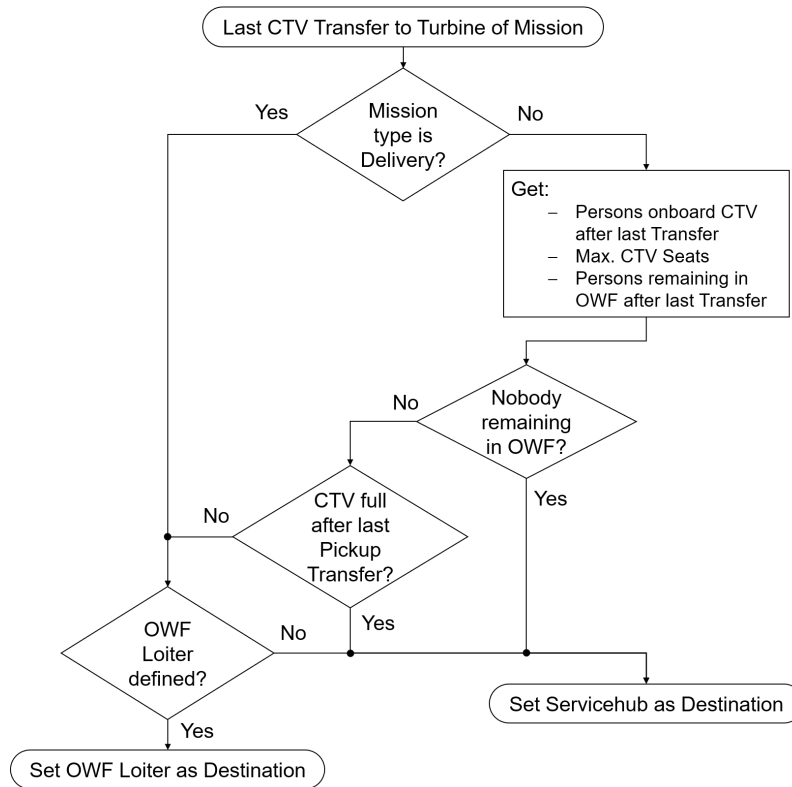 Last CTV Transfer to Turbine of Mission
Yes
Mission
type is
Delivery?
No
Get:
– Persons onboard CTV
after last Transfer
– Max. CTV Seats
– Persons remaining in
OWF after last Transfer
No
Nobody
remaining
in OWF?
Yes
No
CTV full
after last
Pickup
Transfer?
Yes
OWF
Loiter
defined?
No
Yes
Set Servicehub as Destination
Set OWF Loiter as Destination